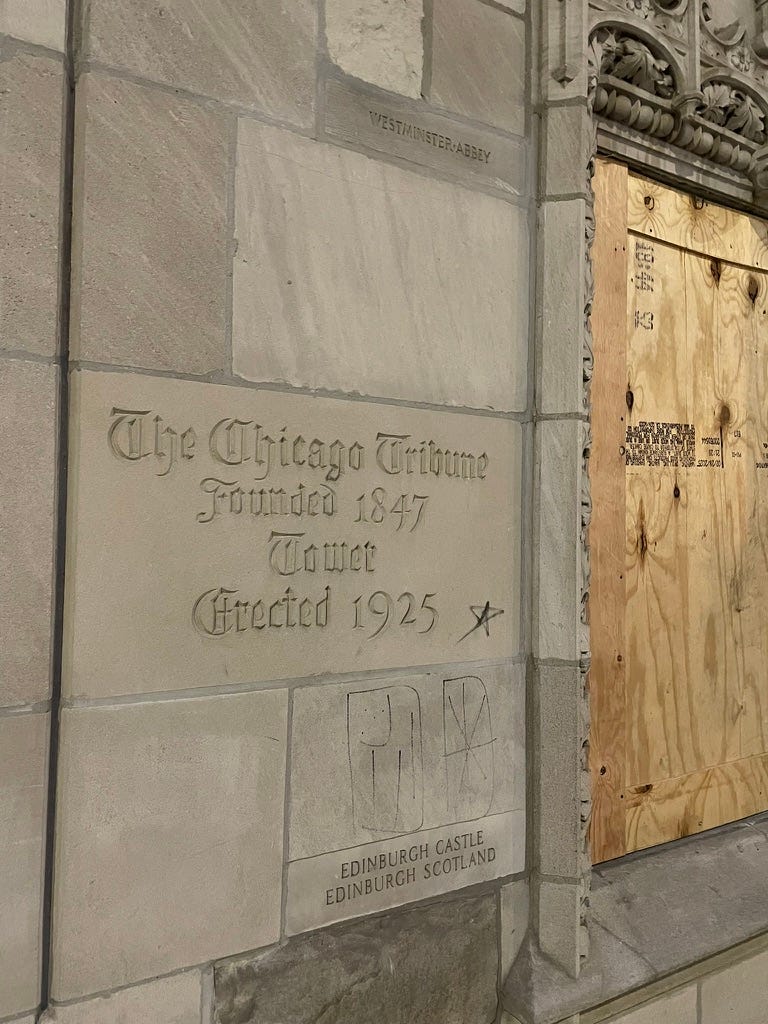 WESTMINSTER·ABBEY
The Chicago Tribune
Founded 1847
Tower
Erected 1925
EDINBURGH CASTLE
EDINBURGH SCOTLAND